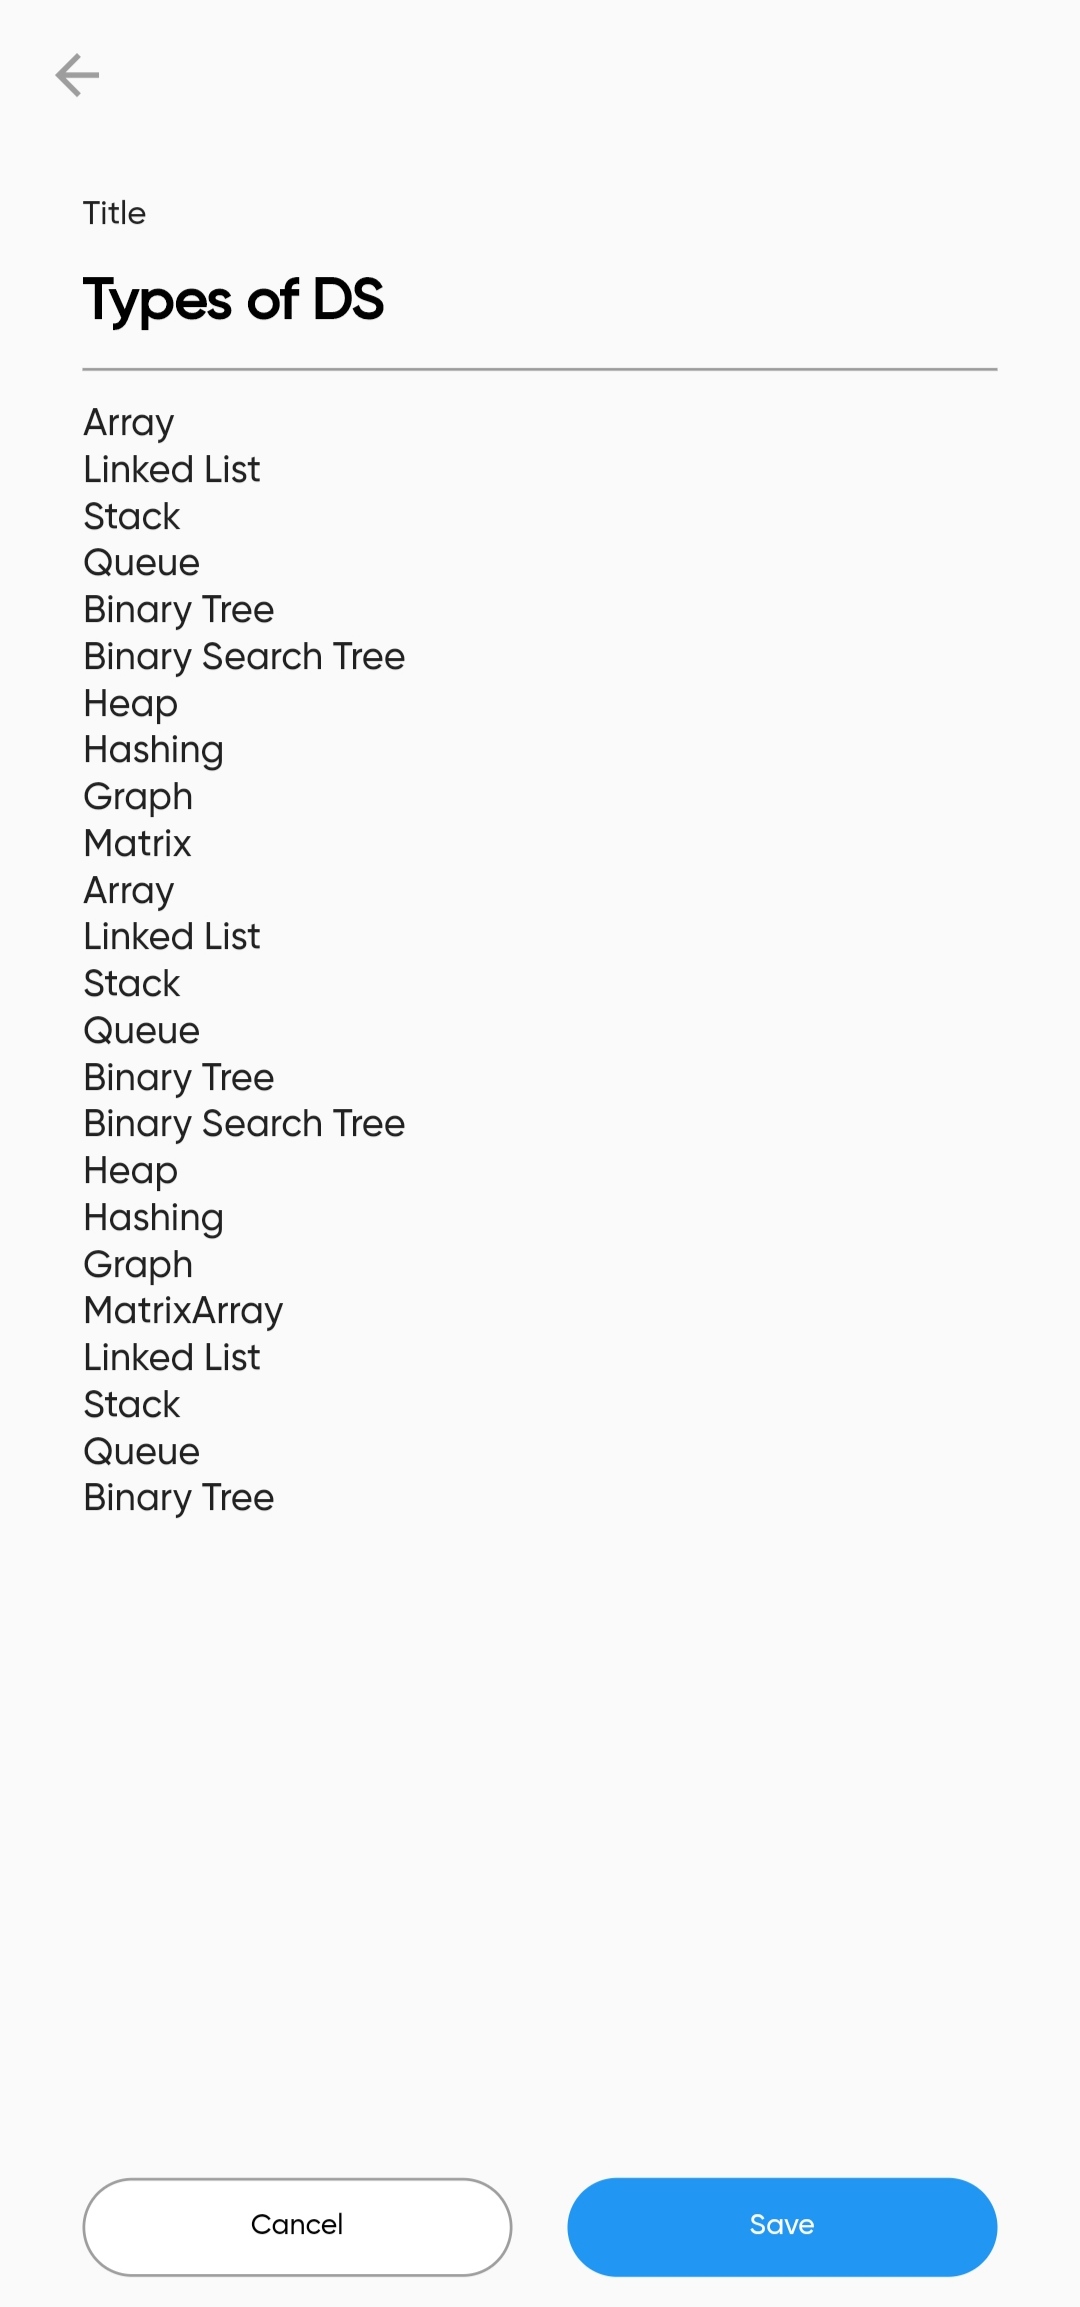 Title
Types of DS
Array
Linked List
Stack
Queue
Binary Tree
Binary Search Tree
Heap
Hashing
Graph
Matrix
Array
Linked List
Stack
Queue
Binary Tree
Binary Search Tree
Heap
Hashing
Graph
MatrixArray
Linked List
Stack
Queue
Binary Tree
Cancel
Save